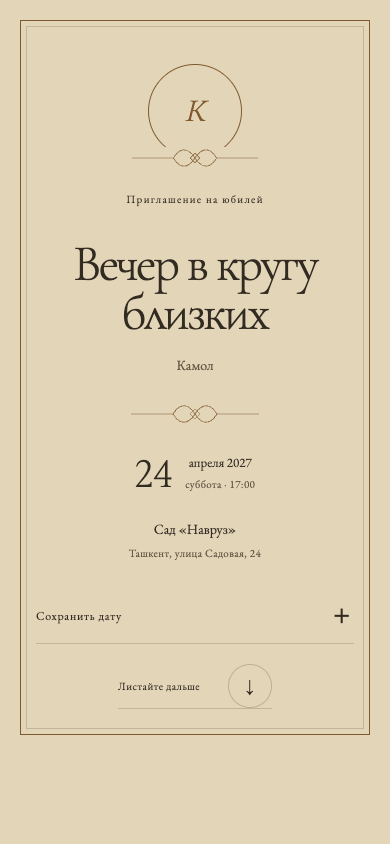 К
Приглашение на юбилей
Вечер в кругу
близких
Камол
24
апреля 2027
суббота · 17:00
Сад «Навруз»
Ташкент, улица Садовая, 24
Сохранить дату +
Листайте дальше ↓